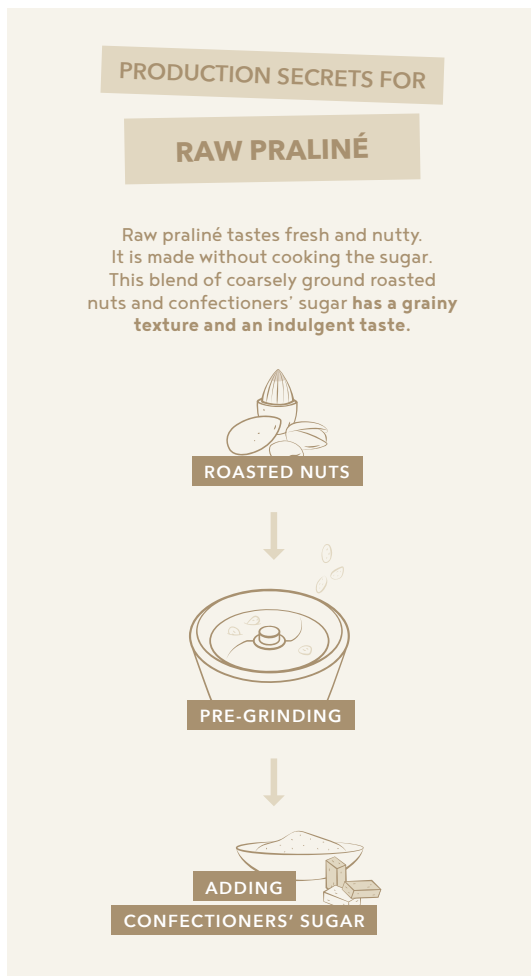 PRODUCTION SECRETS FOR
RAW PRALINÉ
Raw praliné tastes fresh and nutty.
It is made without cooking the sugar.
This blend of coarsely ground roasted
nuts and confectioners' sugar has a grainy
texture and an indulgent taste.
ROASTED NUTS
PRE-GRINDING
ADDING
CONFECTIONERS' SUGAR